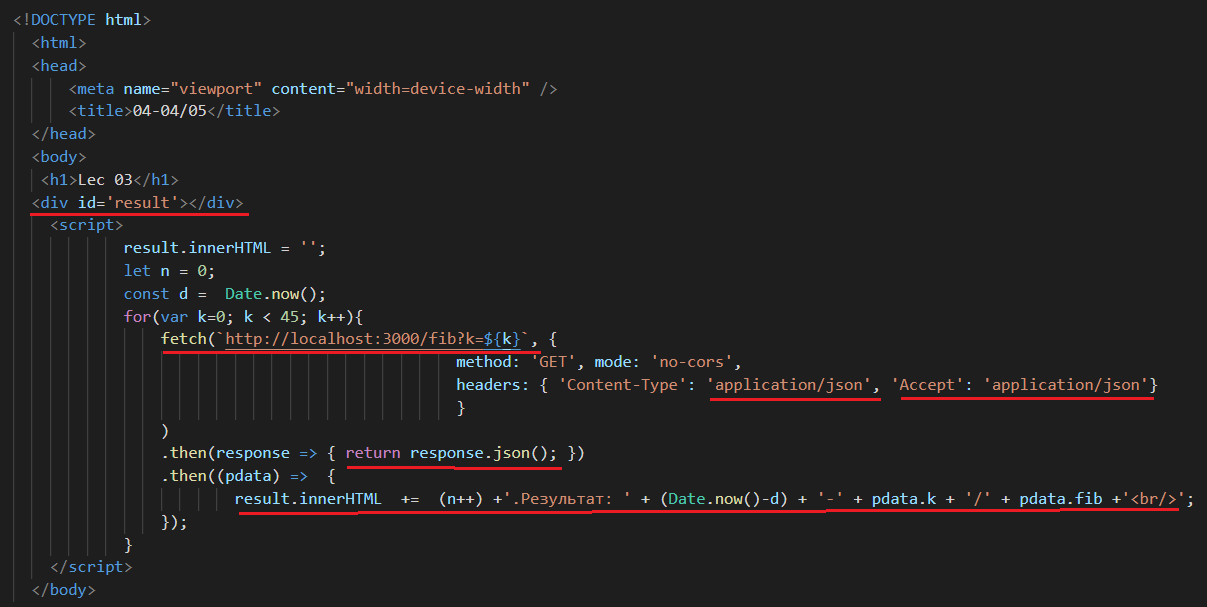 <!DOCTYPE html>
<html>
<head>
<meta name="viewport" content="width=device-width" />
<title>04-04/05</title>
</head>
<body>
<h1>Lec 03</h1>
<div id='result'></div>
<script>
result.innerHTML = '';
let n = 0;
const d =  Date.now();
for(var k=0; k < 45; k++){
fetch(`http://localhost:3000/fib?k=${k}`, {
method: 'GET', mode: 'no-cors',
headers: { 'Content-Type': 'application/json', 'Accept': 'application/json'}
}
)
.then(response => { return response.json(); })
.then((pdata) =>  {
result.innerHTML  +=  (n++) +'.Результат: ' + (Date.now()-d) + '-' + pdata.k + '/' + pdata.fib +'<br/>';
});
}
</script>
</body>